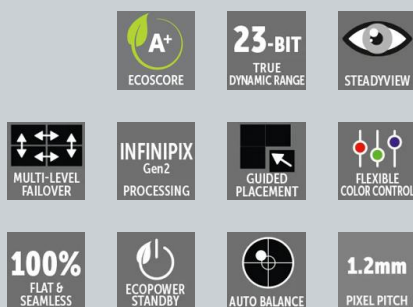 A+
ECOSCORE
23-BIT
TRUE
DYNAMIC RANGE
STEADYVIEW
MULTI-LEVEL
FAILOVER
INFINIPIX
Gen2
PROCESSING
GUIDED
PLACEMENT
FLEXIBLE
COLOR CONTROL
100%
FLAT &
SEAMLESS
ECOPOWER
STANDBY
AUTO BALANCE
1.2mm
PIXEL PITCH